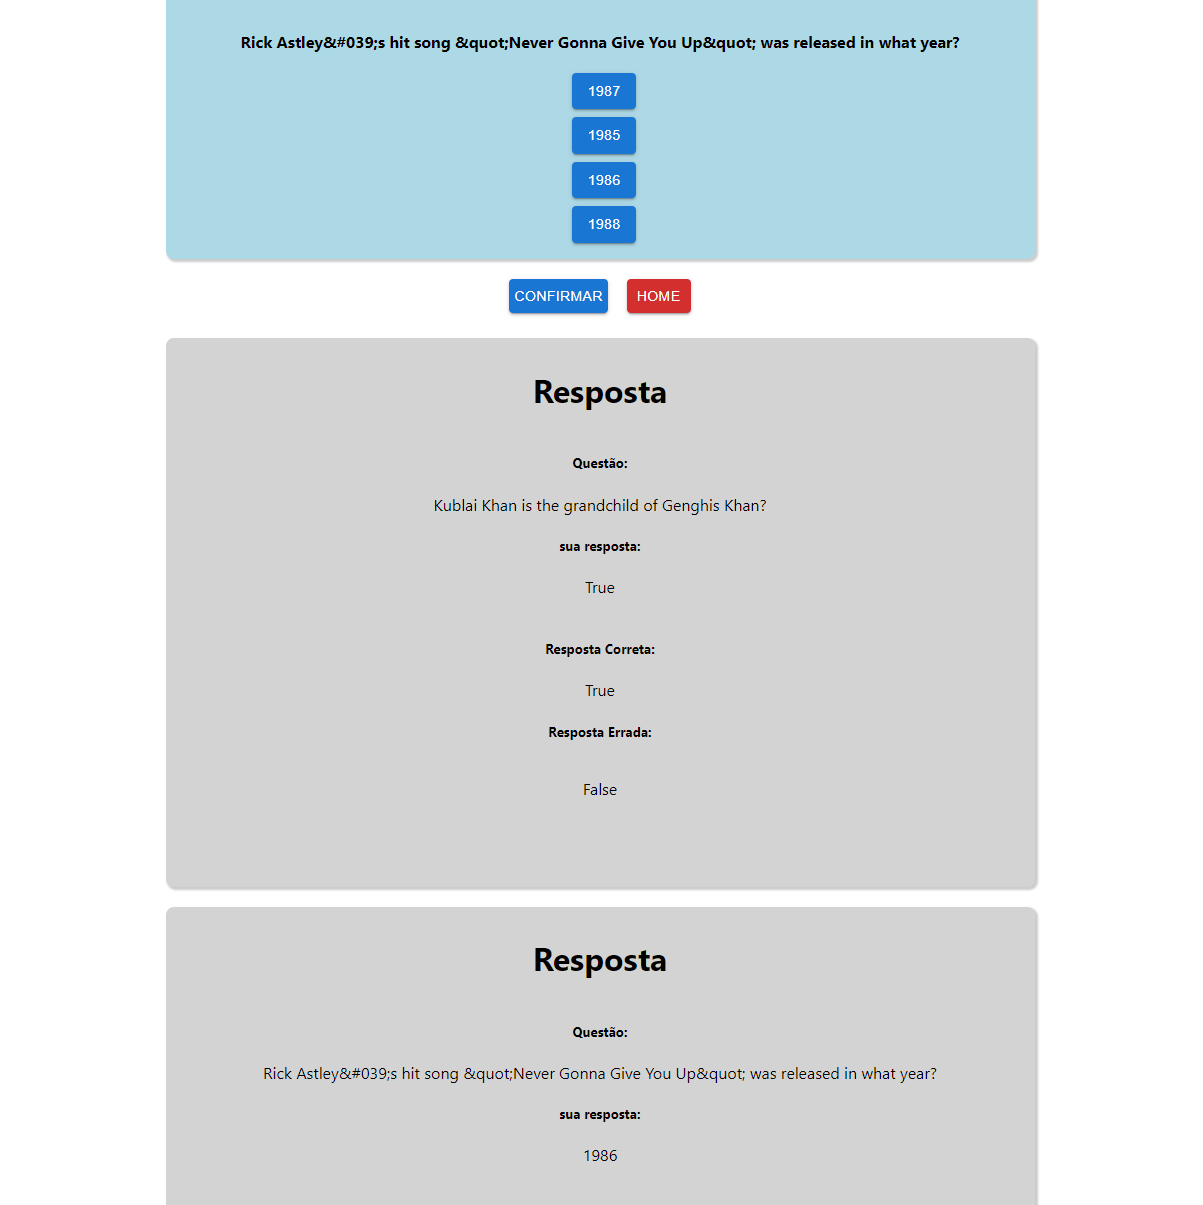 Rick Astley&#039;s hit song &quot;Never Gonna Give You Up&quot; was released in what year?
1987
1985
1986
1988
CONFIRMAR HOME
Resposta
Questão:
Kublai Khan is the grandchild of Genghis Khan?
sua resposta:
True
Resposta Correta:
True
Resposta Errada:
False
Resposta
Questão:
Rick Astley&#039;s hit song &quot;Never Gonna Give You Up&quot; was released in what year?
sua resposta:
1986